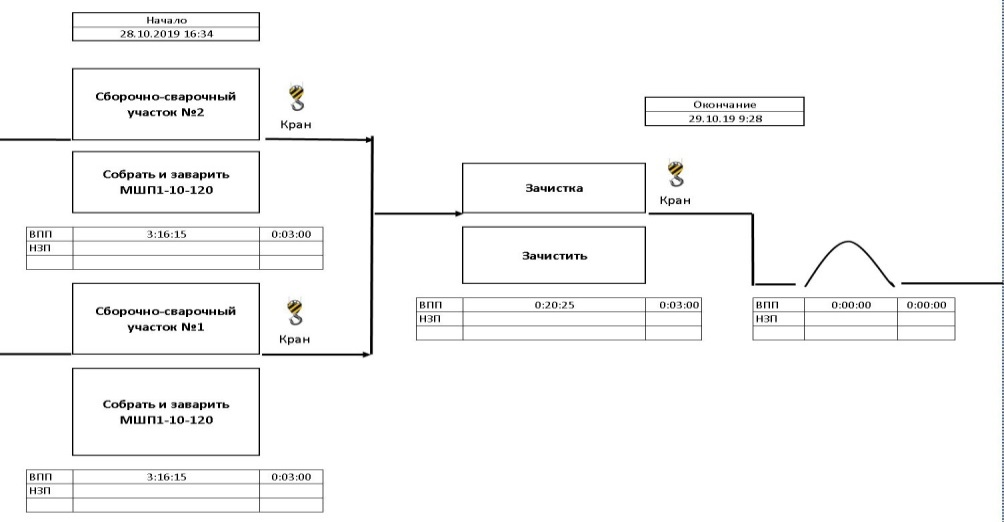 Начало
28.10.2019 16:34
Сборочно-сварочный
участок №2
Кран
Собрать и заварить
МШП1-10-120
ВПП 3:16:15 0:03:00
НЗП
Сборочно-сварочный
участок №1
Кран
Собрать и заварить
МШП1-10-120
ВПП 3:16:15 0:03:00
НЗП
Окончание
29.10.19 9:28
Зачистка
Кран
Зачистить
ВПП 0:20:25 0:03:00
НЗП
ВПП 0:00:00 0:00:00
НЗП